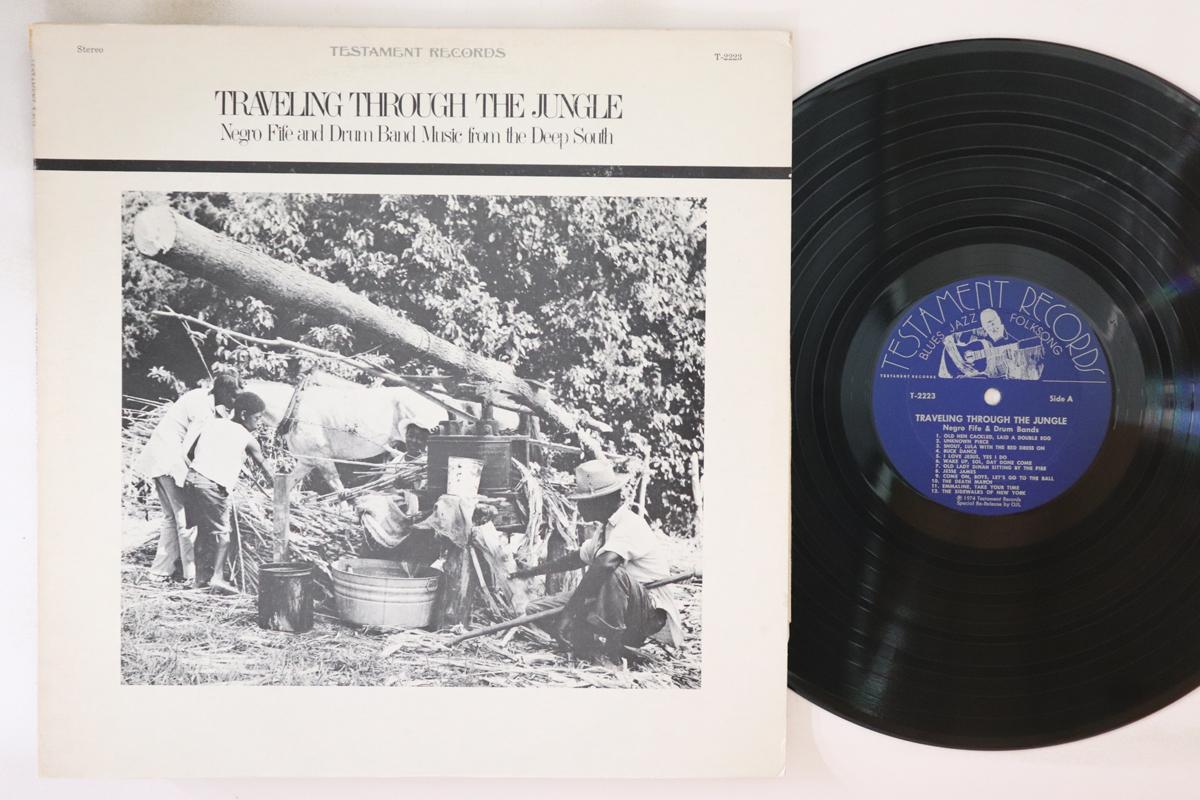 Stereo
TESTAMENT RECORDS
T-2223
TRAVELING THROUGH THE JUNGLE
Negro Fife and Drum Band Music from the Deep South
TESTAMENT RECORDS
BLUES JAZZ FOLKSONG
TESTAMENT RECORDS
T-2223
Side A
TRAVELING THROUGH THE JUNGLE
Negro Fife & Drum Bands
1. OLD HEN CACKLED, LAID A DOUBLE EGG
2. UNKNOWN PIECE
3. SHOUT, LULA WITH THE RED DRESS ON
4. BUCK DANCE
5. I LOVE JESUS, YES I DO
6. WAKE UP, SOL, DAY DONE COME
7. OLD LADY DINAH SITTING BY THE FIRE
8. JESSE JAMES
9. COME ON, BOYS, LET'S GO TO THE BALL
10. THE DEATH MARCH
11. EMMALINE, TAKE YOUR TIME
12. THE SIDEWALKS OF NEW YORK
℗ 1974 Testament Records
Special Re-Release by OJL